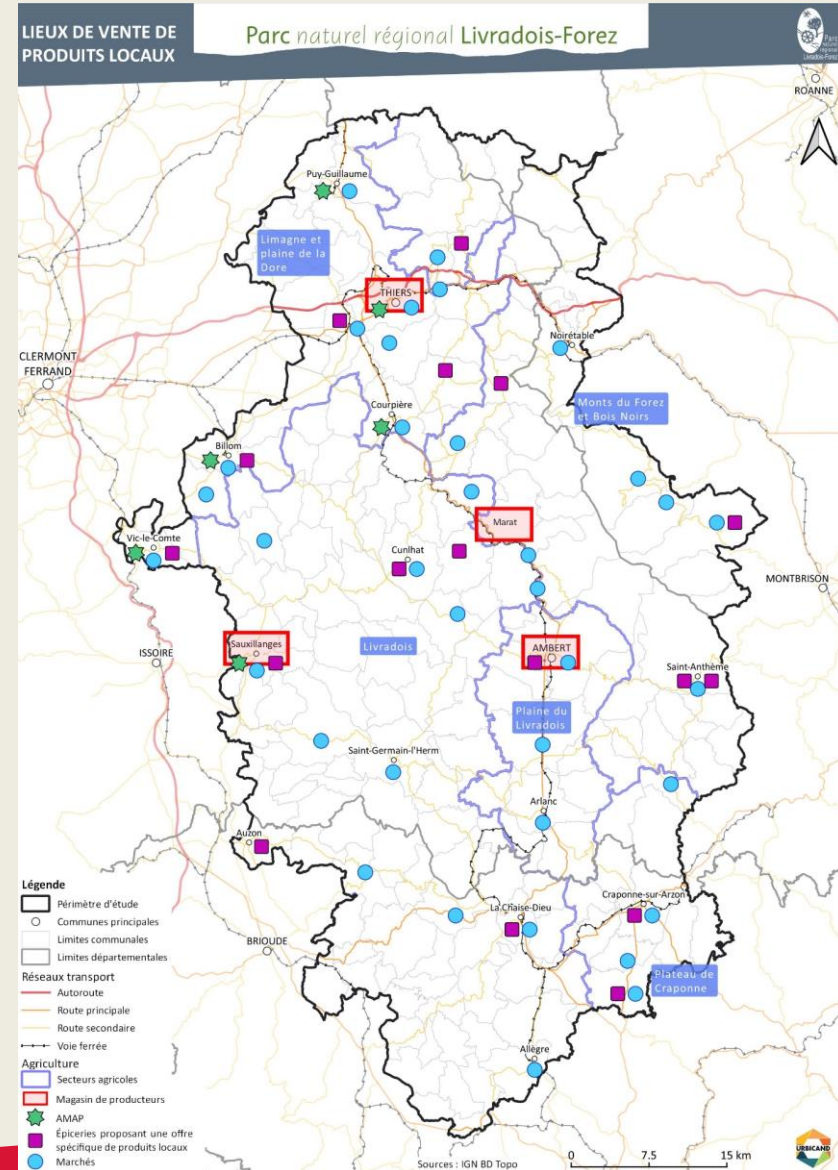 LIEUX DE VENTE DE
PRODUITS LOCAUX
Parc naturel régional Livradois-Forez
Parc
naturel
régional
Livradois-Forez
ROANNE
Puy-Guillaume
Limagne et
plaine de la
Dore
THIERS
Noirétable
CLERMONT
FERRAND
Courpière
Monts du Forez
et Bois Noirs
Billom
Marat
Vic-le-Comte
Cunlhat
MONTBRISON
Sauxillanges
ISSOIRE
Livradois
AMBERT
Saint-Anthème
Plaine du
Livradois
Saint-Germain-l'Herm
Arlanc
Auzon
Légende
Périmètre d'étude
Communes principales
Limites communales
Limites départementales
La Chaise-Dieu
Craponne-sur-Arzon
BRIOUDE
Plateau de
Craponne
Réseaux transport
Autoroute
Route principale
Route secondaire
Voie ferrée
Allègre
Agriculture
Secteurs agricoles
Magasin de producteurs
AMAP
Épiceries proposant une offre
spécifique de produits locaux
Marchés
Sources : IGN BD Topo
0 7.5 15 km
URBICAND